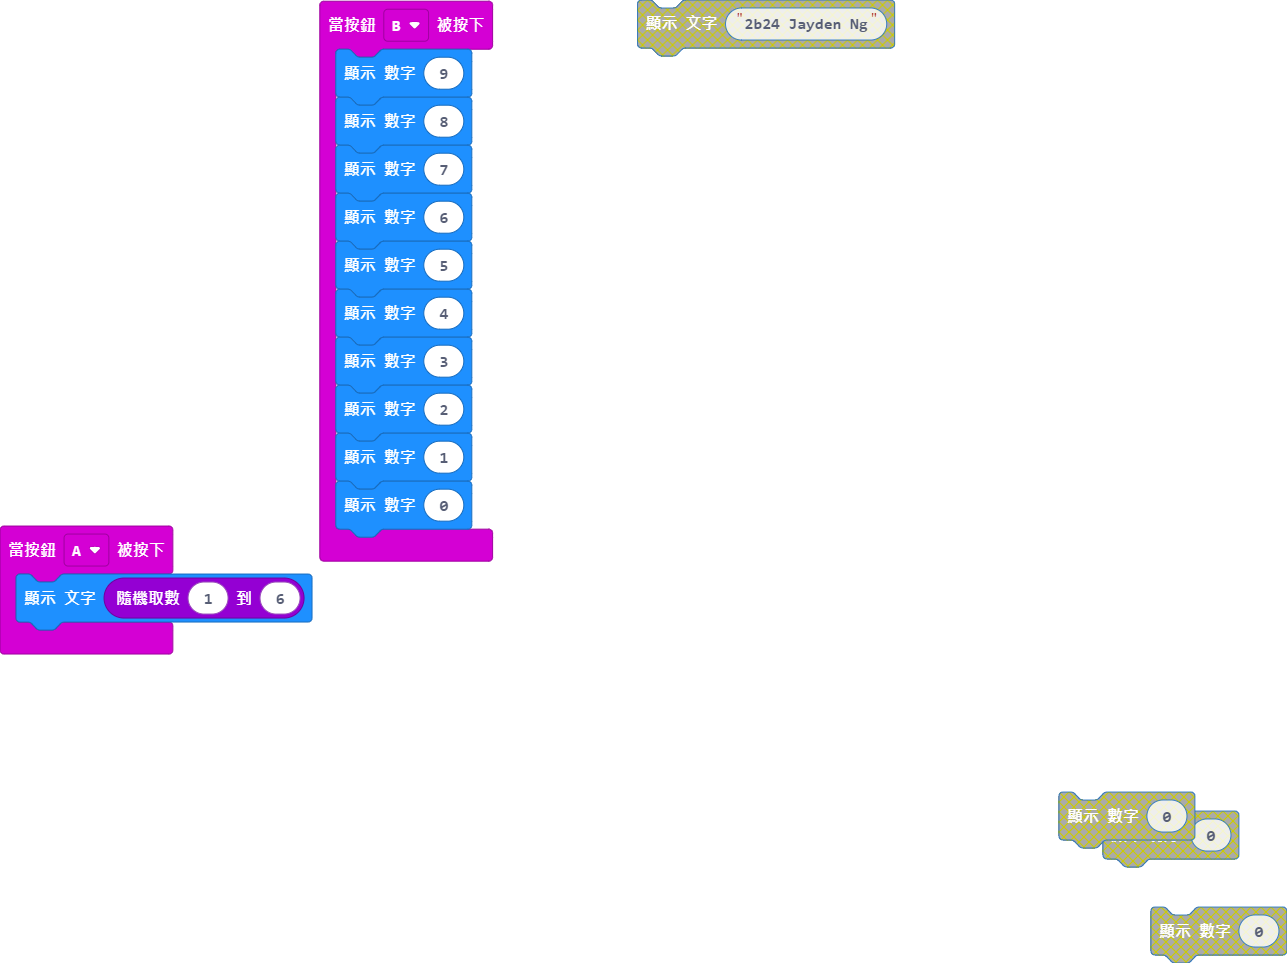 當按鈕 B 被按下
顯示 數字 9
顯示 數字 8
顯示 數字 7
顯示 數字 6
顯示 數字 5
顯示 數字 4
顯示 數字 3
顯示 數字 2
顯示 數字 1
顯示 數字 0
當按鈕 A 被按下
顯示 文字 隨機取數 1 到 6
顯示 文字 "2b24 Jayden Ng"
顯示 數字 0
0
顯示 數字 0